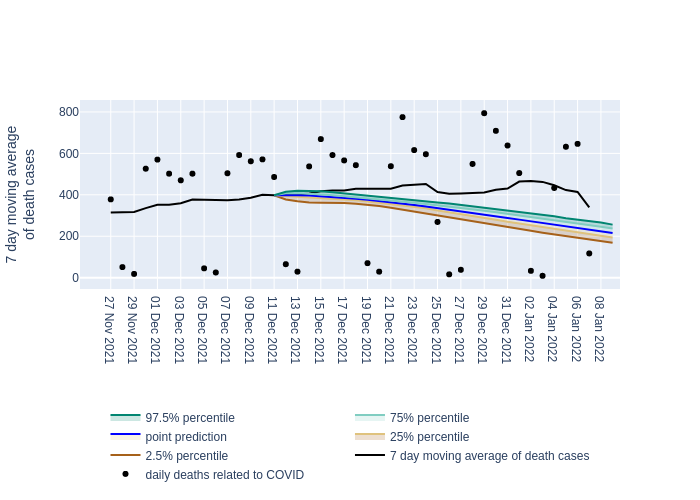 800
600
400
200
0
7 day moving average
of death cases
27 Nov 2021
29 Nov 2021
01 Dec 2021
03 Dec 2021
05 Dec 2021
07 Dec 2021
09 Dec 2021
11 Dec 2021
13 Dec 2021
15 Dec 2021
17 Dec 2021
19 Dec 2021
21 Dec 2021
23 Dec 2021
25 Dec 2021
27 Dec 2021
29 Dec 2021
31 Dec 2021
02 Jan 2022
04 Jan 2022
06 Jan 2022
08 Jan 2022
97.5% percentile
75% percentile
point prediction
25% percentile
2.5% percentile
7 day moving average of death cases
daily deaths related to COVID